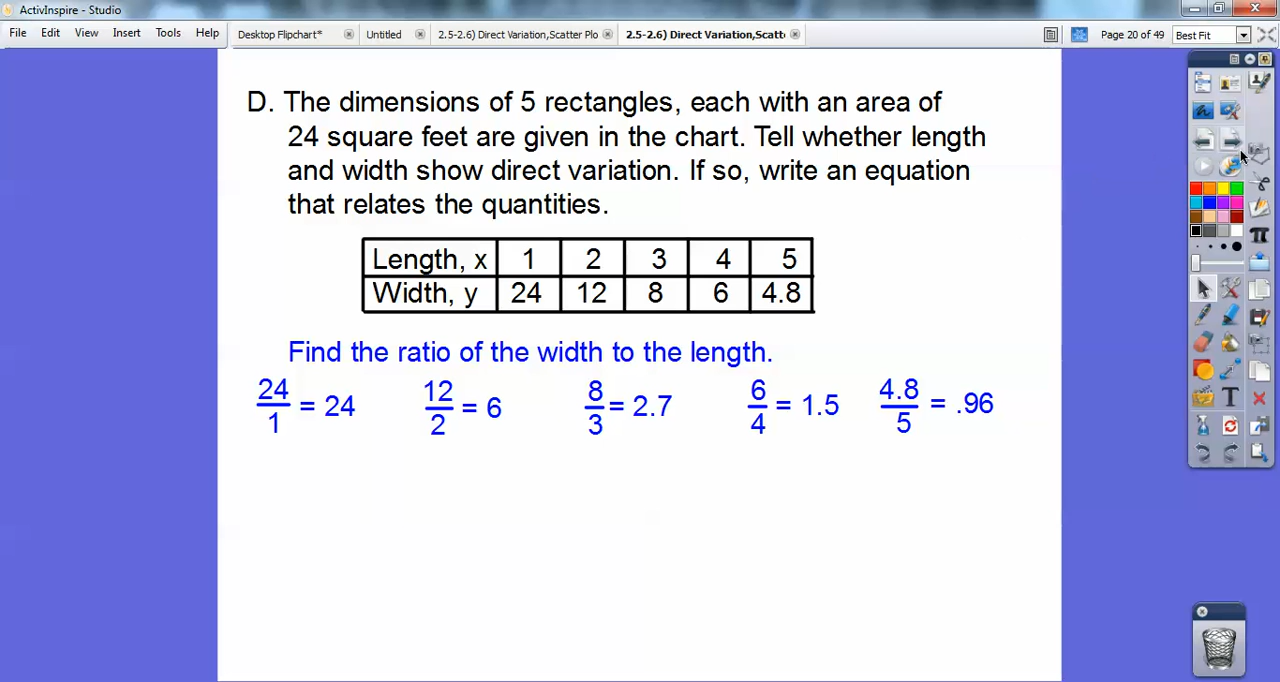 ActivInspire - Studio
File Edit View Insert Tools Help
Desktop Flipchart* Untitled 2.5-2.6) Direct Variation,Scatter Plo 2.5-2.6) Direct Variation,Scatt
Page 20 of 49 Best Fit
D. The dimensions of 5 rectangles, each with an area of
24 square feet are given in the chart. Tell whether length
and width show direct variation. If so, write an equation
that relates the quantities.
Length, x 1 2 3 4 5
Width, y 24 12 8 6 4.8
Find the ratio of the width to the length.
24/1 = 24 12/2 = 6 8/3 = 2.7 6/4 = 1.5 4.8/5 = .96